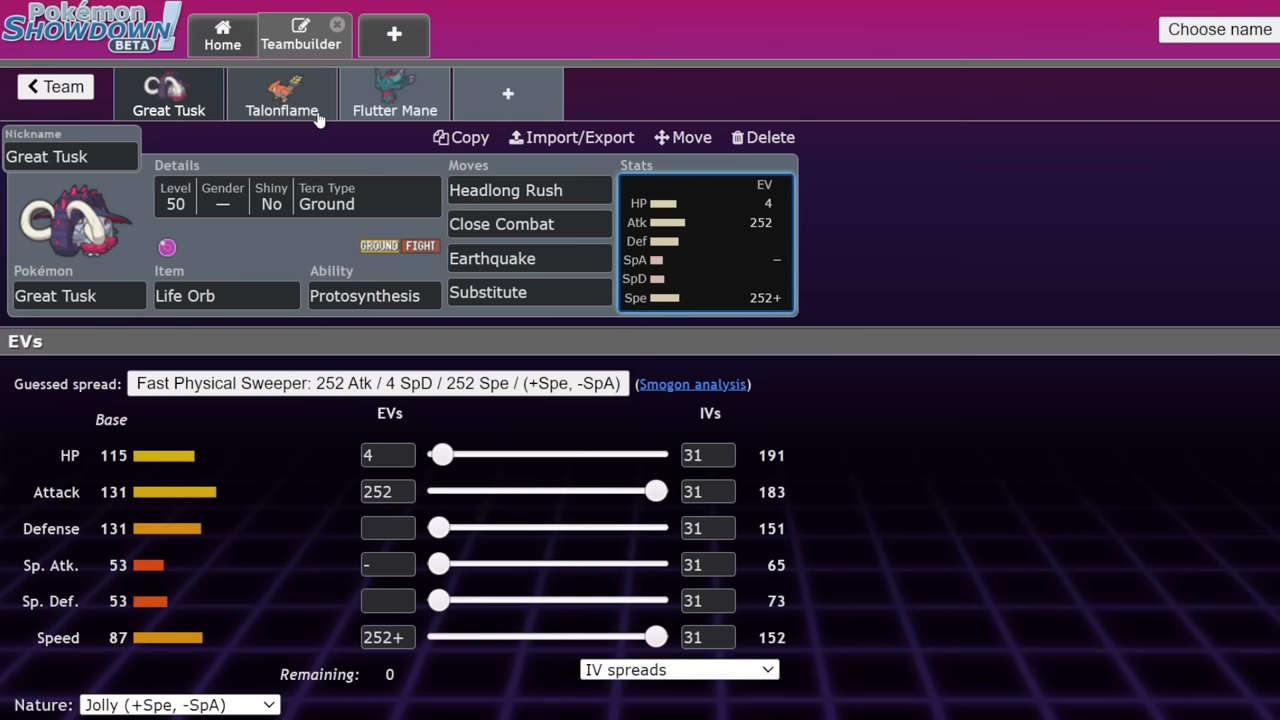 Pokémon
SHOWDOWN!
BETA
Home
Teambuilder
+
Choose name
Team
Great Tusk
Talonflame
Flutter Mane
+
Nickname
Great Tusk
Copy
Import/Export
Move
Delete
Details
Level
50
Gender
—
Shiny
No
Tera Type
Ground
GROUND FIGHT
Pokémon
Great Tusk
Item
Life Orb
Ability
Protosynthesis
Moves
Headlong Rush
Close Combat
Earthquake
Substitute
Stats
EV
HP 4
Atk 252
Def
SpA –
SpD
Spe 252+
EVs
Guessed spread: Fast Physical Sweeper: 252 Atk / 4 SpD / 252 Spe / (+Spe, -SpA) (Smogon analysis)
Base EVs IVs
HP 115 4 31 191
Attack 131 252 31 183
Defense 131 31 151
Sp. Atk. 53 - 31 65
Sp. Def. 53 31 73
Speed 87 252+ 31 152
Remaining: 0 IV spreads
Nature: Jolly (+Spe, -SpA)